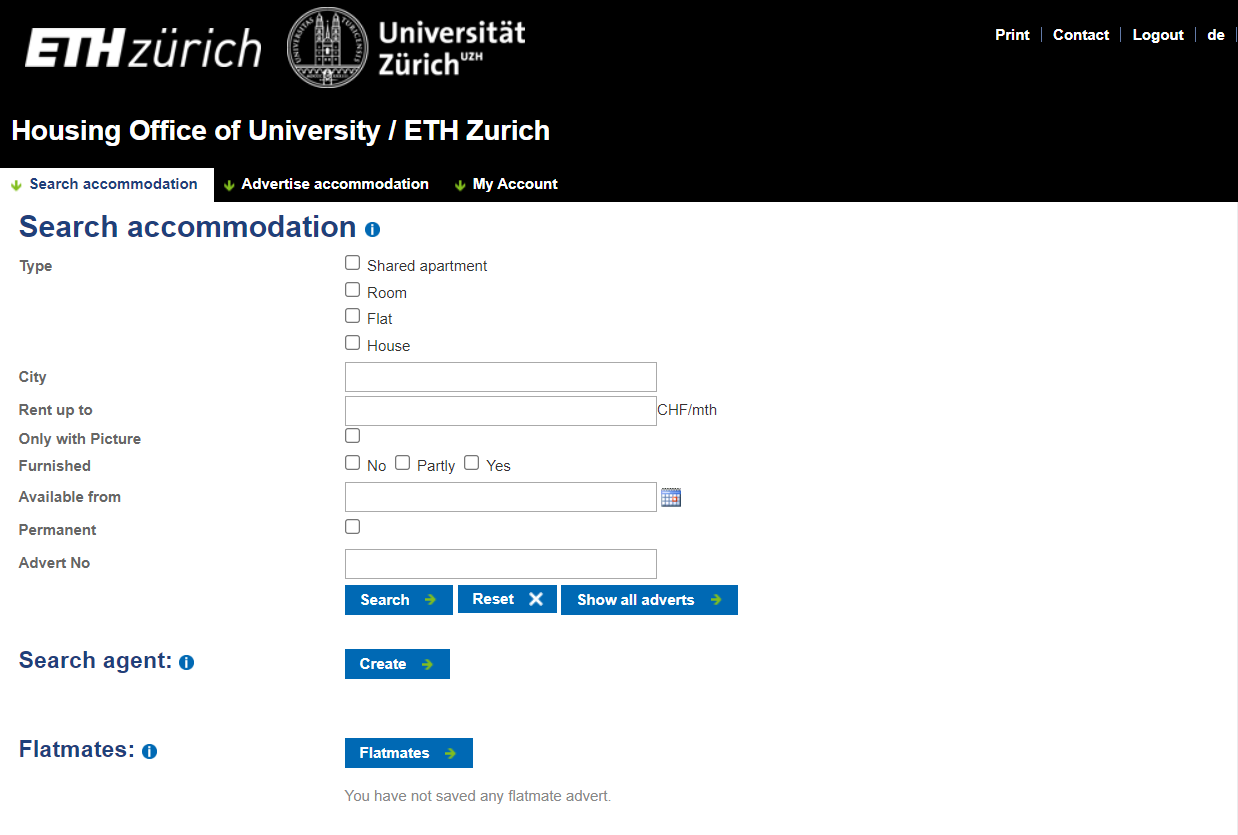 ETH zürich
Universität
Zürich UZH
Print Contact Logout de
Housing Office of University / ETH Zurich
Search accommodation Advertise accommodation My Account
Search accommodation
Type
Shared apartment
Room
Flat
House
City
Rent up to CHF/mth
Only with Picture
Furnished No Partly Yes
Available from
Permanent
Advert No
Search Reset Show all adverts
Search agent: Create
Flatmates: Flatmates
You have not saved any flatmate advert.